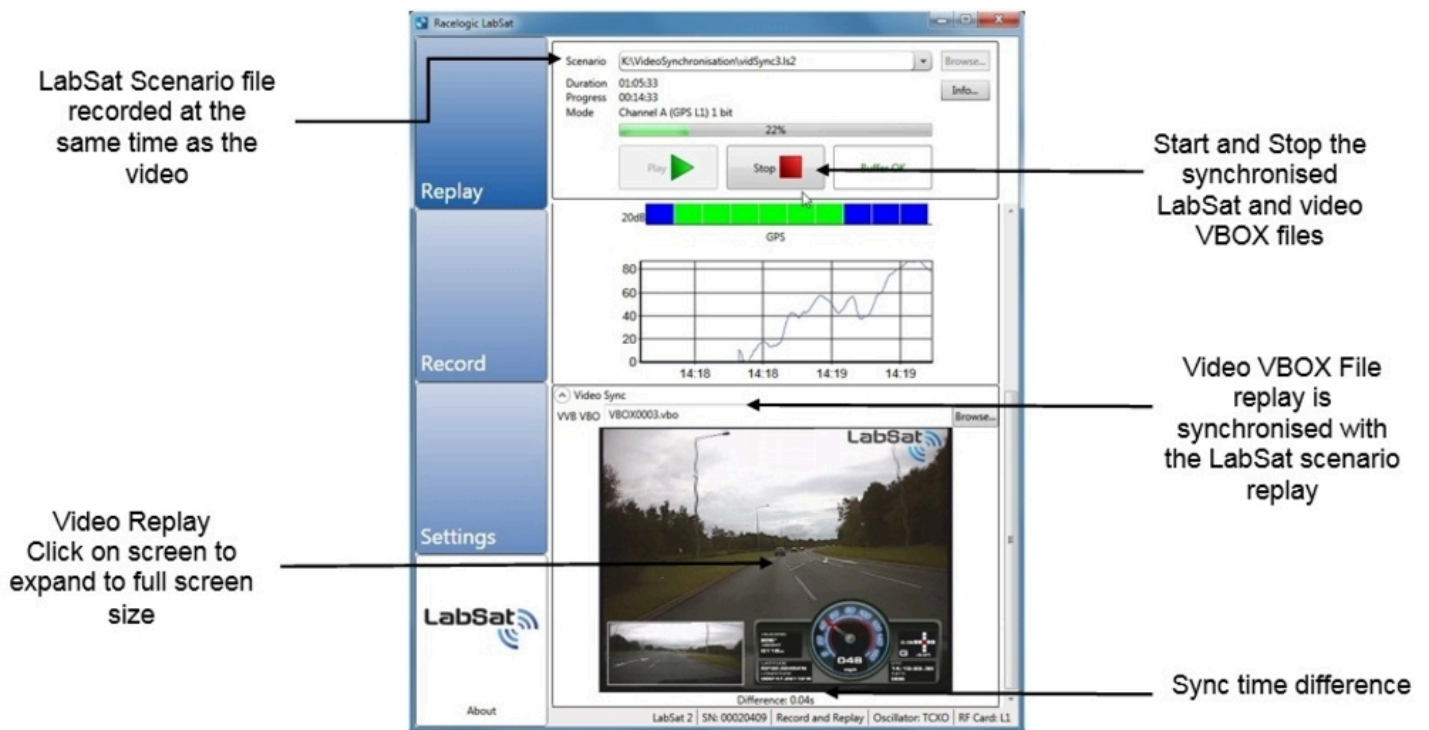 Racelogic LabSat
LabSat Scenario file
recorded at the
same time as the
video
Scenario K:\VideoSynchronisation\vidSync3.ls2 Browse...
Duration 01:05:33
Info...
Progress 00:14:33
Mode Channel A (GPS L1) 1 bit
22%
Play Stop Buffer OK
Start and Stop the
synchronised
LabSat and video
VBOX files
Replay
20dB
GPS
80
60
40
20
0
14:18 14:18 14:19 14:19
Record
Video VBOX File
replay is
synchronised with
the LabSat scenario
replay
Video Sync
VVB VBO VBOX0003.vbo Browse...
LabSat
Video Replay
Click on screen to
expand to full screen
size
Settings
LabSat
048
mph
G
Sync time difference
Difference: 0.04s
About
LabSat 2 SN: 00020409 Record and Replay Oscillator: TCXO RF Card: L1